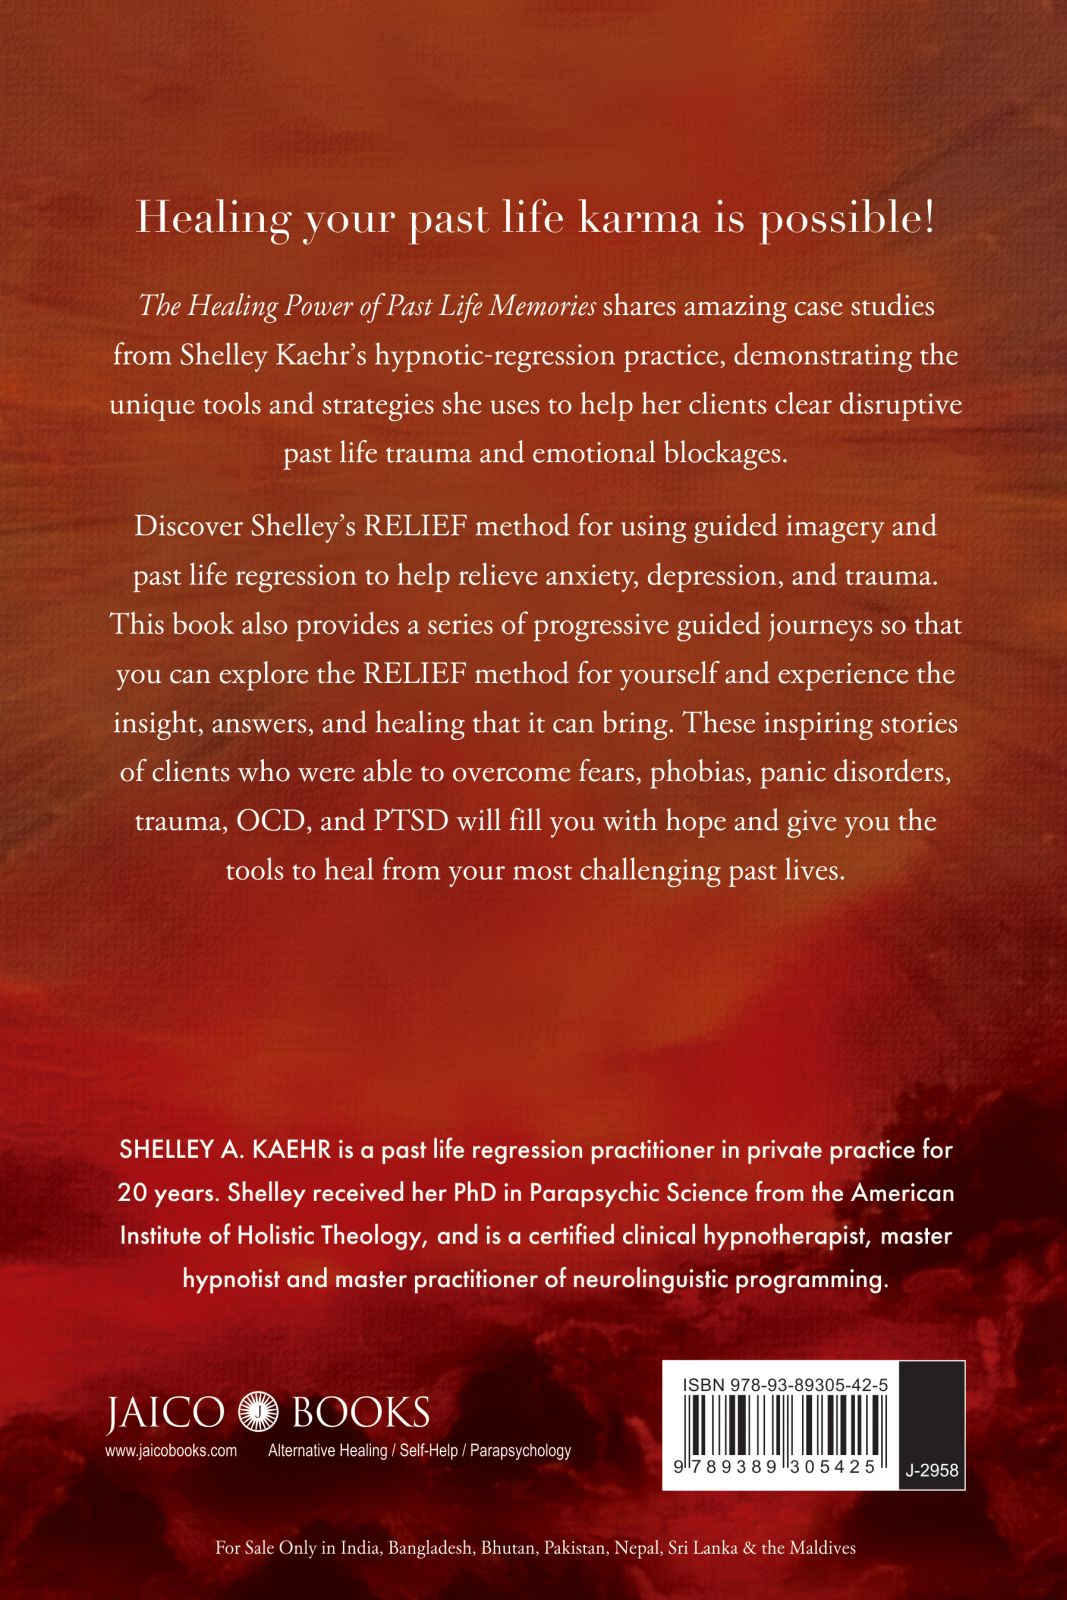 Healing your past life karma is possible!
The Healing Power of Past Life Memories shares amazing case studies
from Shelley Kaehr’s hypnotic-regression practice, demonstrating the
unique tools and strategies she uses to help her clients clear disruptive
past life trauma and emotional blockages.
Discover Shelley’s RELIEF method for using guided imagery and
past life regression to help relieve anxiety, depression, and trauma.
This book also provides a series of progressive guided journeys so that
you can explore the RELIEF method for yourself and experience the
insight, answers, and healing that it can bring. These inspiring stories
of clients who were able to overcome fears, phobias, panic disorders,
trauma, OCD, and PTSD will fill you with hope and give you the
tools to heal from your most challenging past lives.
SHELLEY A. KAEHR is a past life regression practitioner in private practice for
20 years. Shelley received her PhD in Parapsychic Science from the American
Institute of Holistic Theology, and is a certified clinical hypnotherapist, master
hypnotist and master practitioner of neurolinguistic programming.
JAICO J BOOKS
www.jaicobooks.com Alternative Healing / Self-Help / Parapsychology
ISBN 978-93-89305-42-5
9 789389 305425
J-2958
For Sale Only in India, Bangladesh, Bhutan, Pakistan, Nepal, Sri Lanka & the Maldives